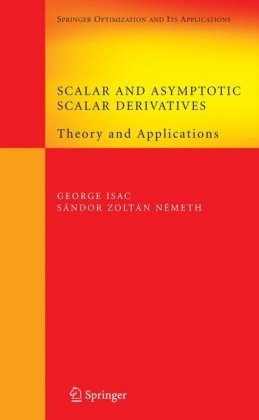 SPRINGER OPTIMIZATION AND ITS APPLICATIONS
SCALAR AND ASYMPTOTIC
SCALAR DERIVATIVES
Theory and Applications
GEORGE ISAC
SÁNDOR ZOLTÁN NÉMETH
Springer